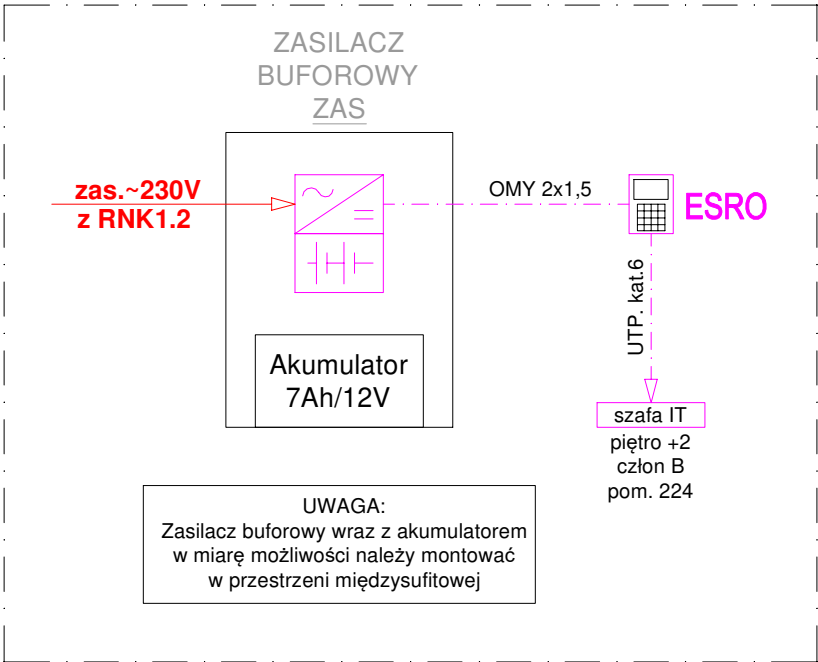 ZASILACZ
BUFOROWY
ZAS
zas.~230V
z RNK1.2
OMY 2x1,5
ESRO
UTP. kat.6
Akumulator
7Ah/12V
szafa IT
piętro +2
człon B
pom. 224
UWAGA:
Zasilacz buforowy wraz z akumulatorem
w miarę możliwości należy montować
w przestrzeni międzysufitowej